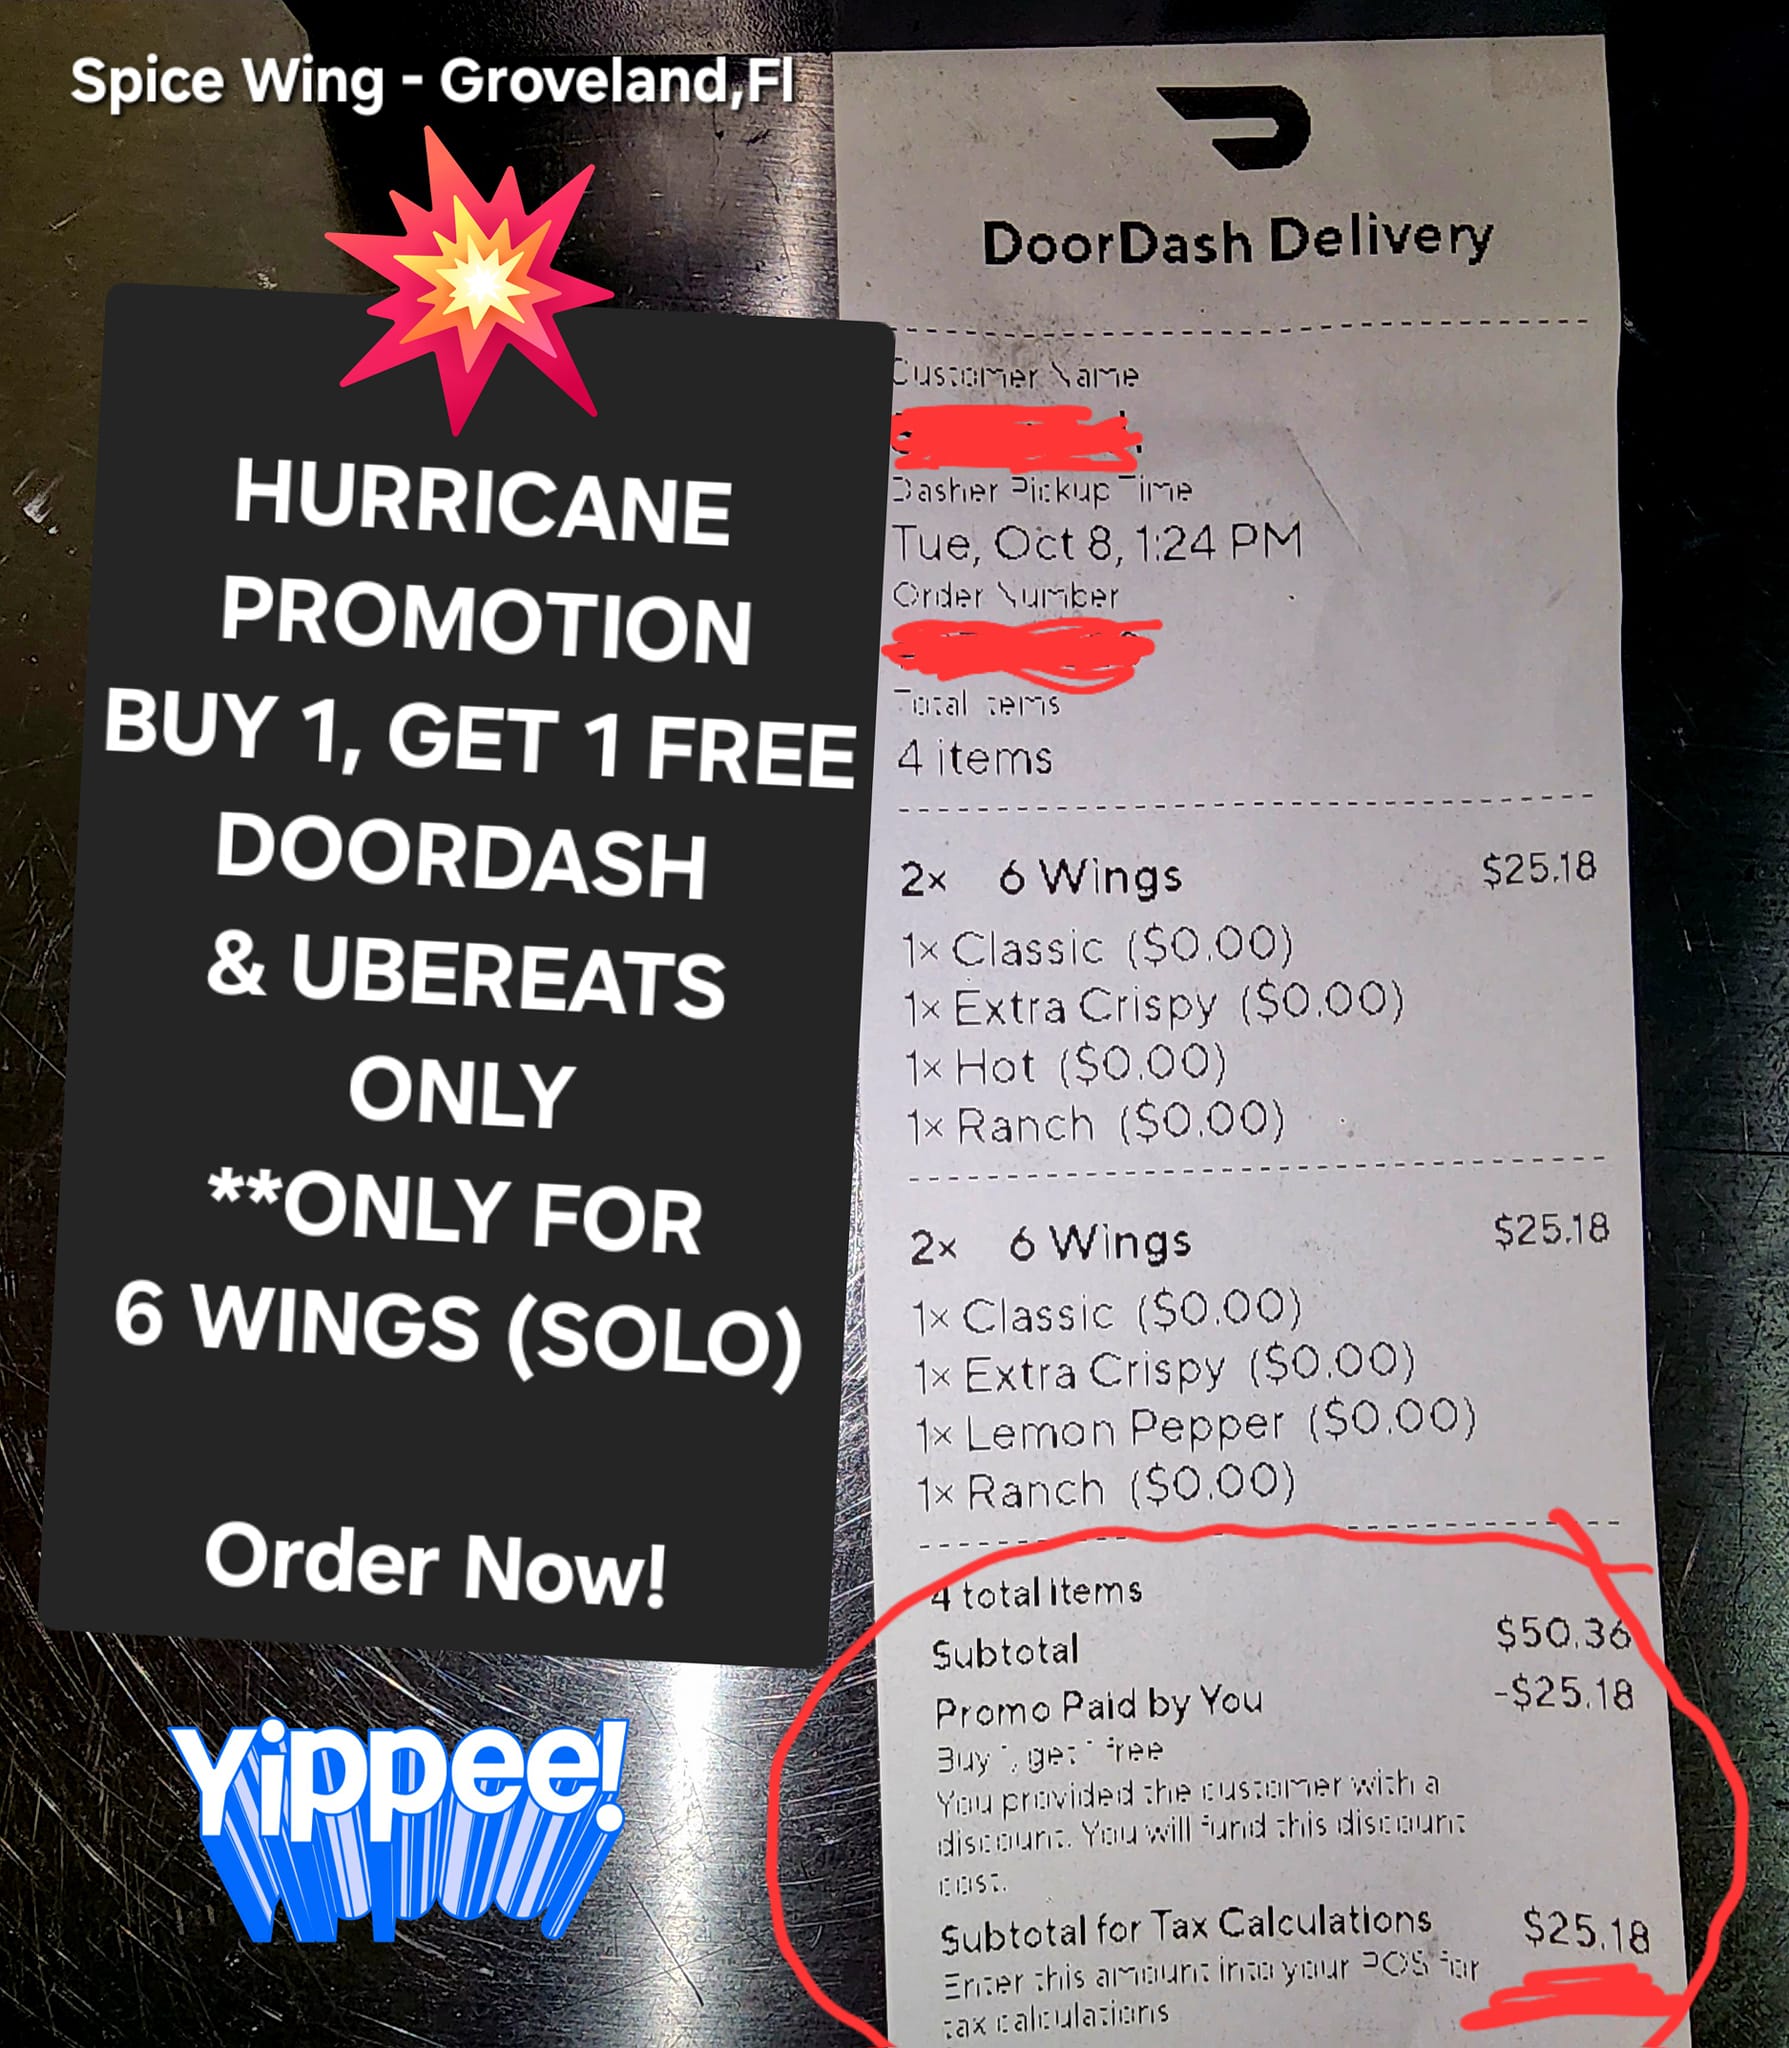 Spice Wing - Groveland,Fl
HURRICANE
PROMOTION
BUY 1, GET 1 FREE
DOORDASH
& UBEREATS
ONLY
**ONLY FOR
6 WINGS (SOLO)
Order Now!
Yippee!
DoorDash Delivery
Customer Name
Dasher Pickup Time
Tue, Oct 8, 1:24 PM
Order Number
Total Items
4 items
2x 6 Wings $25.18
1x Classic ($0.00)
1x Extra Crispy ($0.00)
1x Hot ($0.00)
1x Ranch ($0.00)
2x 6 Wings $25.18
1x Classic ($0.00)
1x Extra Crispy ($0.00)
1x Lemon Pepper ($0.00)
1x Ranch ($0.00)
4 total items
Subtotal $50.36
Promo Paid by You -$25.18
Buy 1, get 1 free
You provided the customer with a
discount. You will fund this discount
cost.
Subtotal for Tax Calculations $25.18
Enter this amount into your POS for
tax calculations